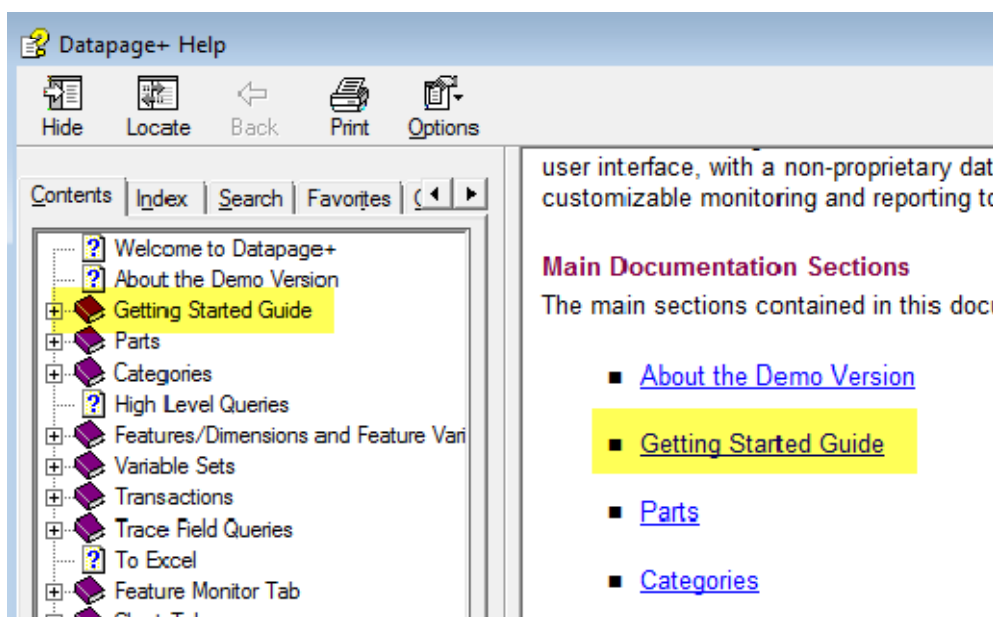 Datapage+ Help
Hide Locate Back Print Options
Contents Index Search Favorites
Welcome to Datapage+
About the Demo Version
Getting Started Guide
Parts
Categories
High Level Queries
Features/Dimensions and Feature Vari
Variable Sets
Transactions
Trace Field Queries
To Excel
Feature Monitor Tab
user interface, with a non-proprietary dat
customizable monitoring and reporting to
Main Documentation Sections
The main sections contained in this docu
About the Demo Version
Getting Started Guide
Parts
Categories